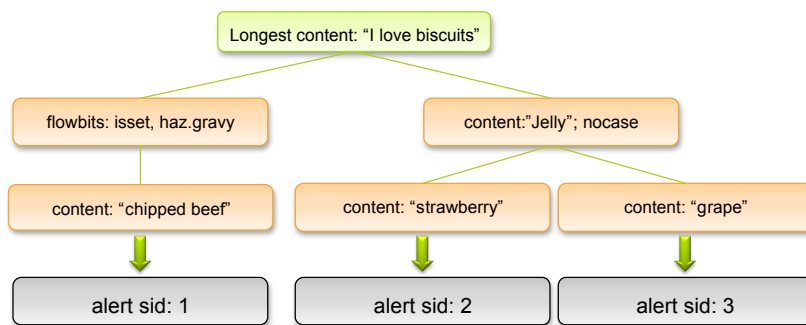 Longest content: “I love biscuits”
flowbits: isset, haz.gravy
content:”Jelly”; nocase
content: “chipped beef”
content: “strawberry”
content: “grape”
alert sid: 1
alert sid: 2
alert sid: 3